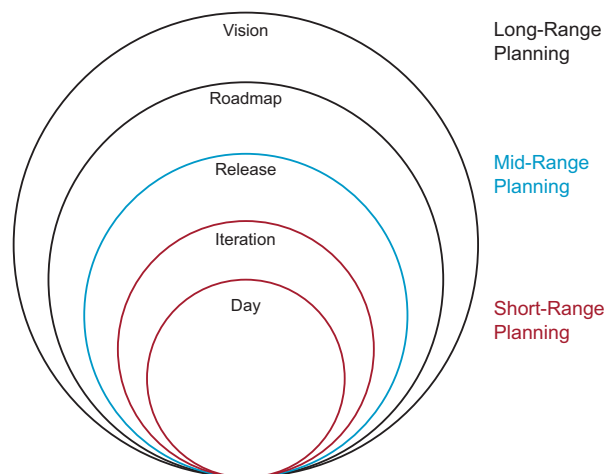 Vision
Roadmap
Release
Iteration
Day
Long-Range
Planning
Mid-Range
Planning
Short-Range
Planning